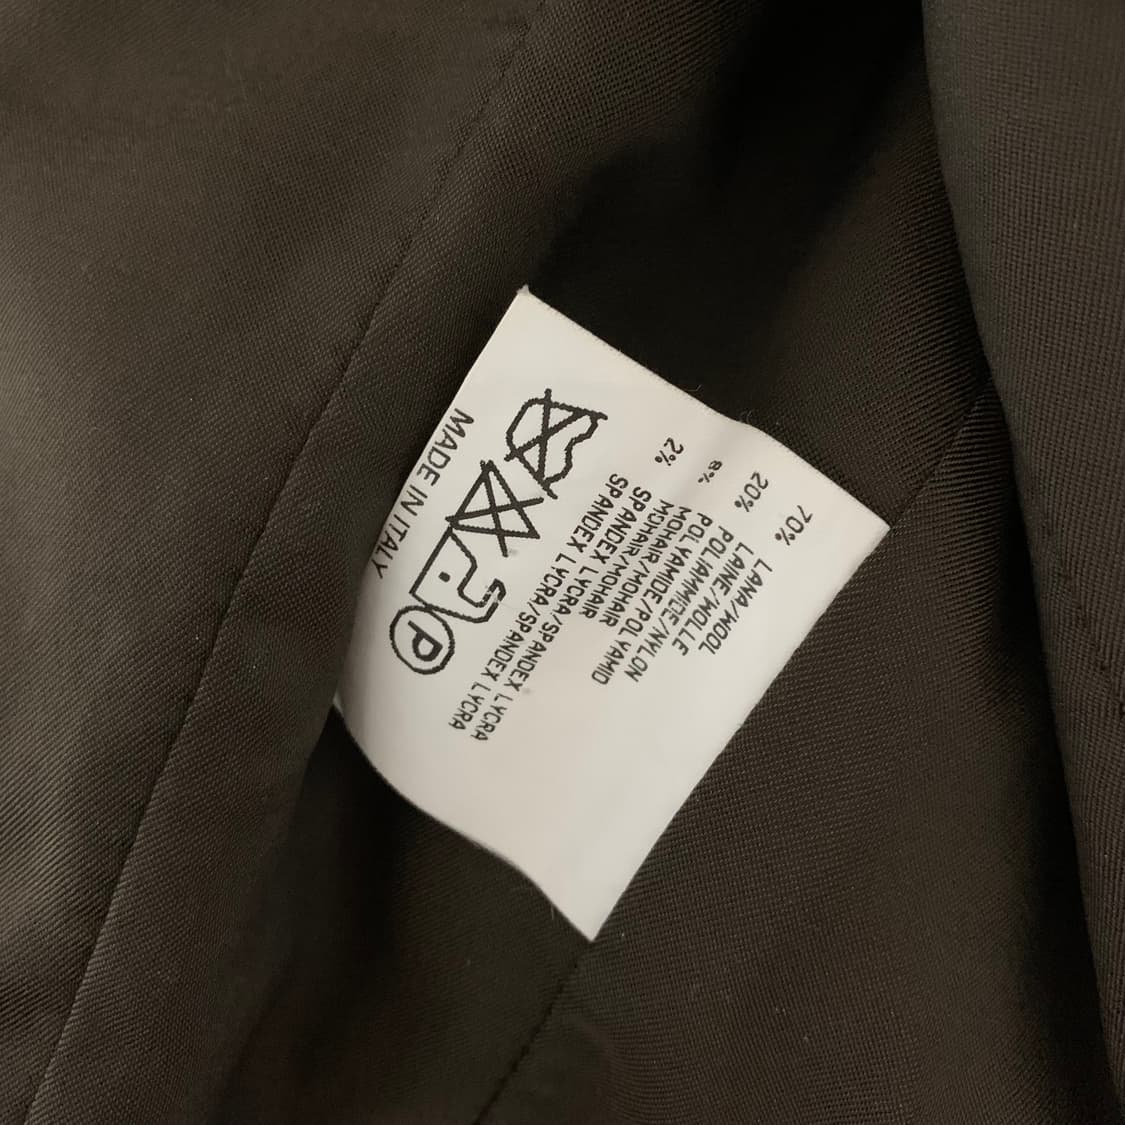 70% LANA/WOOL
LAINE/WOLLE
20% POLIAMMIDE/NYLON
POLYAMIDE/POLYAMID
8% MOHAIR/MOHAIR
MOHAIR/MOHAIR
2% SPANDEX LYCRA/SPANDEX LYCRA
SPANDEX LYCRA/SPANDEX LYCRA
P
MADE IN ITALY